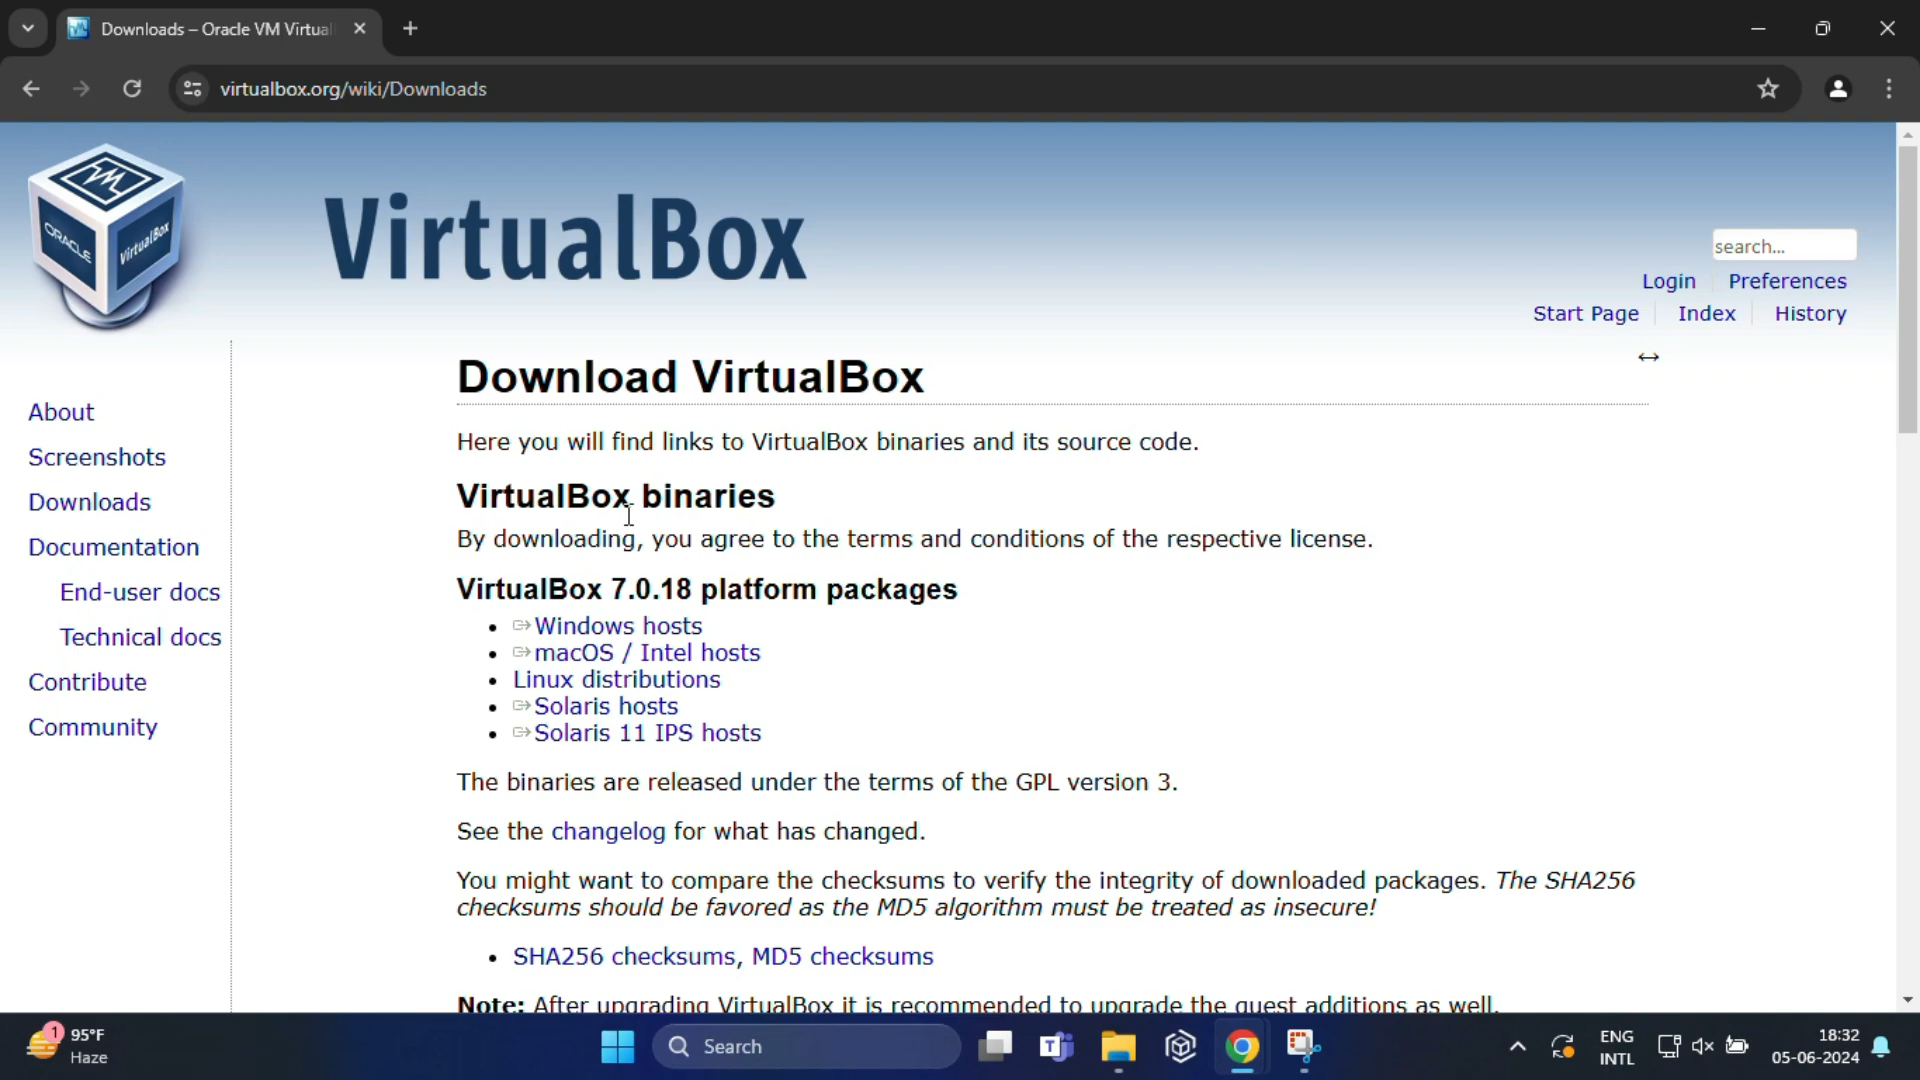 Downloads – Oracle VM Virtual
virtualbox.org/wiki/Downloads
ORACLE
VirtualBox
VirtualBox
search...
Login Preferences
Start Page Index History
About
Screenshots
Downloads
Documentation
End-user docs
Technical docs
Contribute
Community
Download VirtualBox
Here you will find links to VirtualBox binaries and its source code.
VirtualBox binaries
By downloading, you agree to the terms and conditions of the respective license.
VirtualBox 7.0.18 platform packages
Windows hosts
macOS / Intel hosts
Linux distributions
Solaris hosts
Solaris 11 IPS hosts
The binaries are released under the terms of the GPL version 3.
See the changelog for what has changed.
You might want to compare the checksums to verify the integrity of downloaded packages. The SHA256
checksums should be favored as the MD5 algorithm must be treated as insecure!
SHA256 checksums, MD5 checksums
Note: After upgrading VirtualBox it is recommended to upgrade the guest additions as well.
1
95°F
Haze
Search
ENG
INTL
18:32
05-06-2024